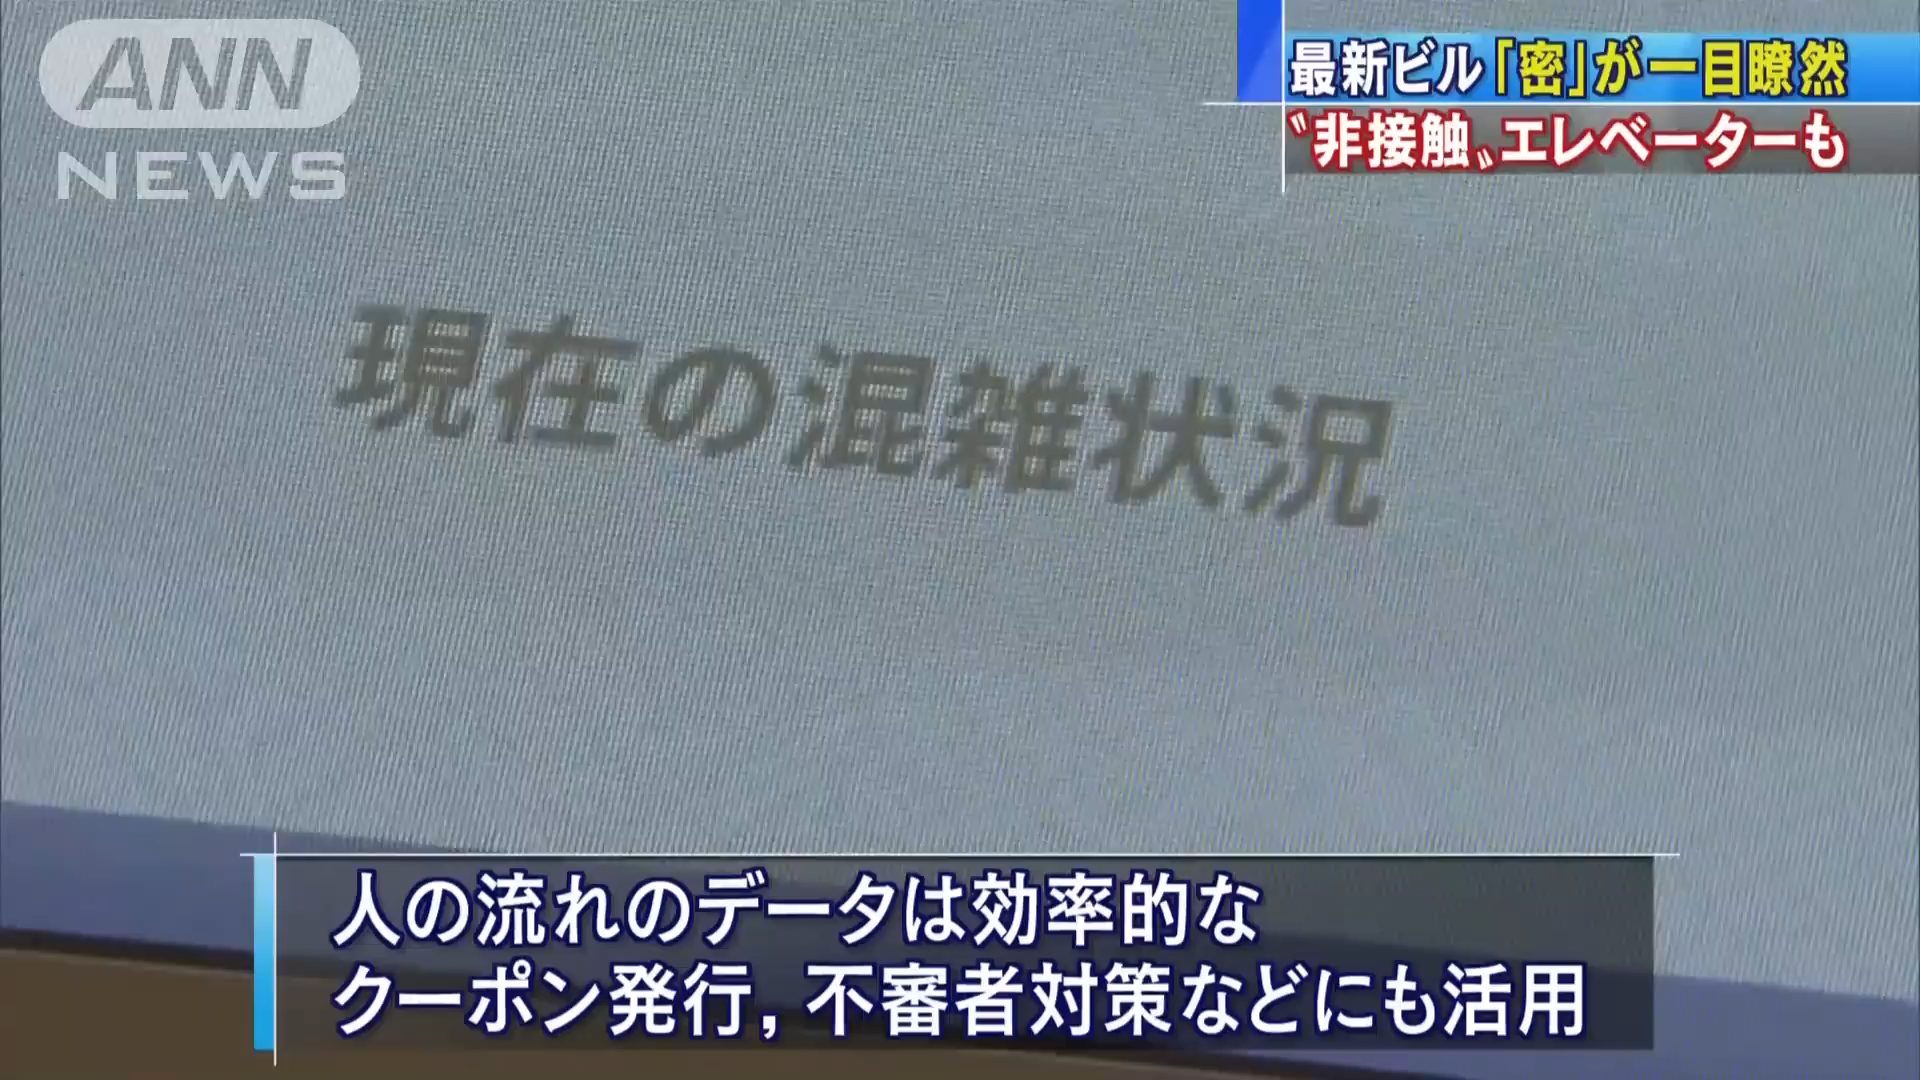 ANN
NEWS
最新ビル「密」が一目瞭然
〝非接触〟エレベーターも
現在の混雑状況
人の流れのデータは効率的な
クーポン発行，不審者対策などにも活用